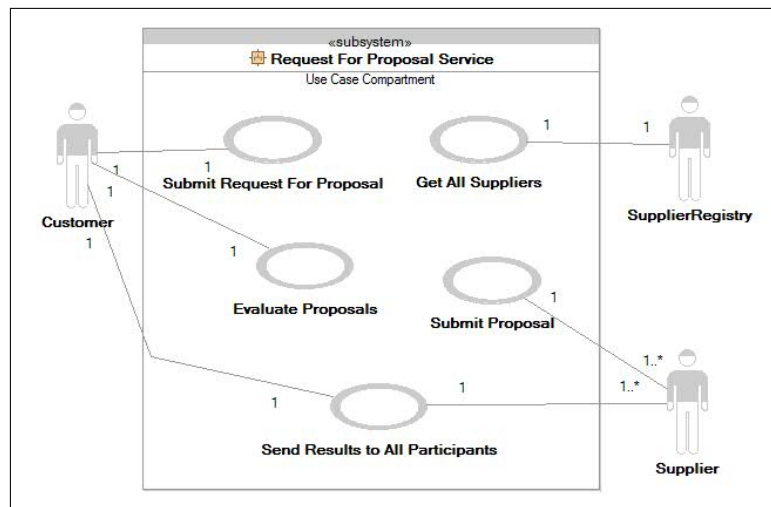 «subsystem»
Request For Proposal Service
Use Case Compartment
1
1
1
1
Submit Request For Proposal
Get All Suppliers
1
Customer
SupplierRegistry
1
1
Evaluate Proposals
1
Submit Proposal
1..*
1
1
1..*
Send Results to All Participants
Supplier